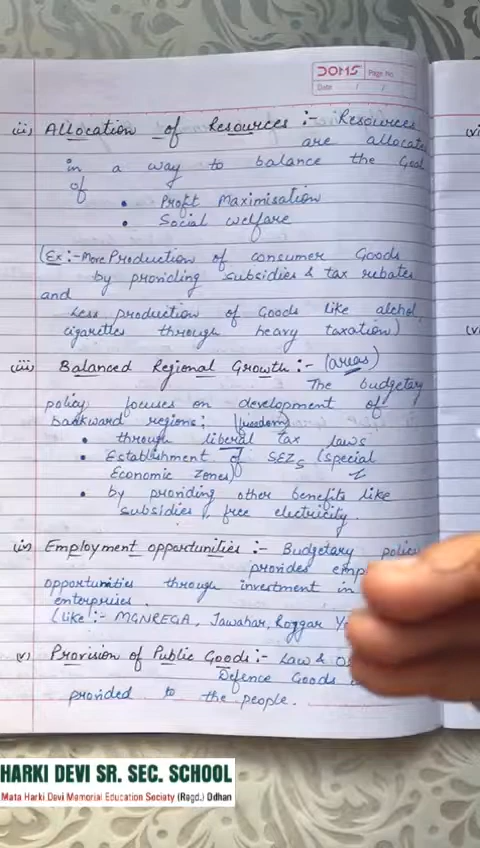 DOMS
Page No.
Date / /
iii) Allocation of Resources :- Resources
are allocate
in a way to balance the Goal
of
• Profit Maximisation
• Social welfare
(Ex :- More Production of consumer Goods
by providing subsidies & tax rebates
and
Less production of Goods like alchol,
cigarettes through heavy taxation)
(iii) Balanced Regional Growth :- (areas)
The budgetary
policy focuses on development of
backward regions: (freedom)
• through liberal tax laws
• Establishment of SEZs (special
Economic Zones)
• by providing other benefits like
subsidies, free electricity.
(iv) Employment opportunities :- Budgetary polic
provides emp
opportunities through investment in
enterprises.
(like :- MGNREGA, Jawahar, Rozgar Y
(v) Provision of Public Goods :- Law & O
Defence Goods
provided to the people.
(vi
(v
HARKI DEVI SR. SEC. SCHOOL
Mata Harki Devi Memorial Education Society (Regd.) Odhan